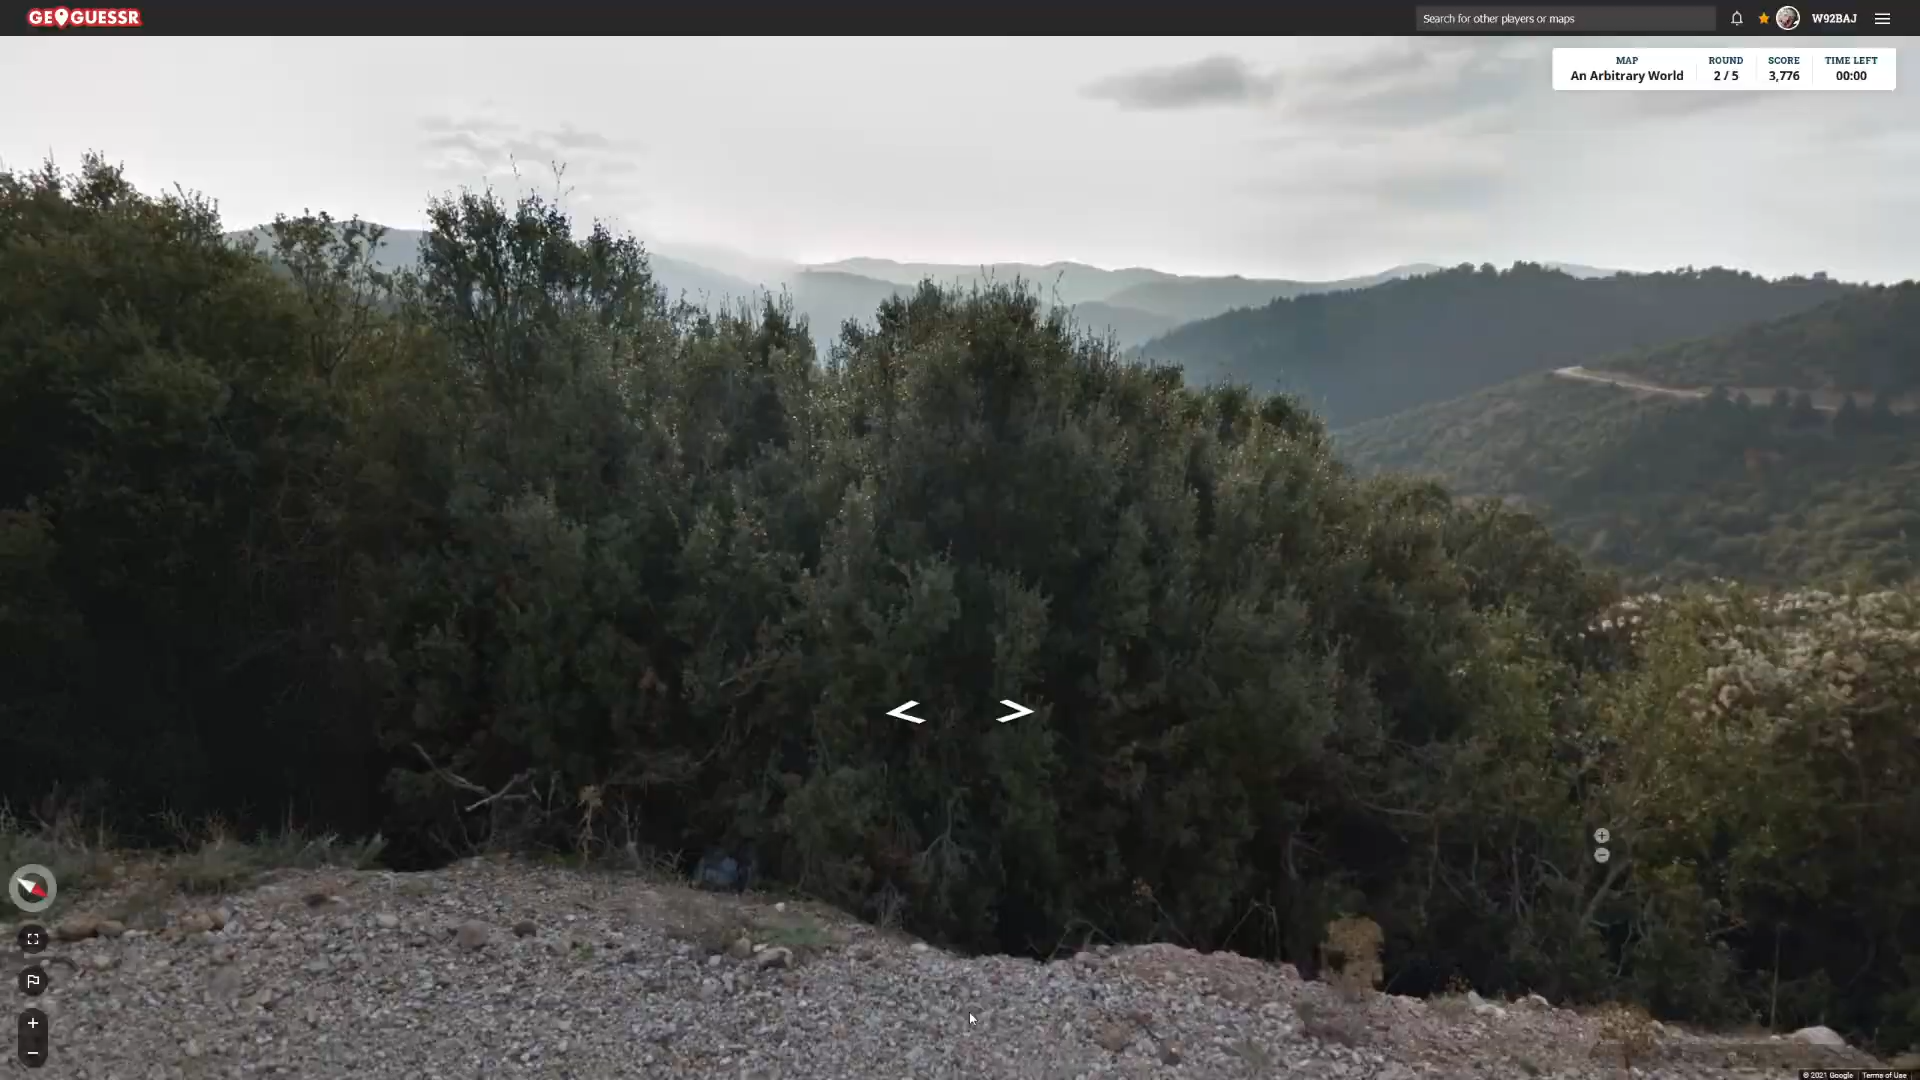 GEOGUESSR
Search for other players or maps
W92BAJ
MAP
An Arbitrary World
ROUND
2 / 5
SCORE
3,776
TIME LEFT
00:00
© 2021 Google
Terms of Use